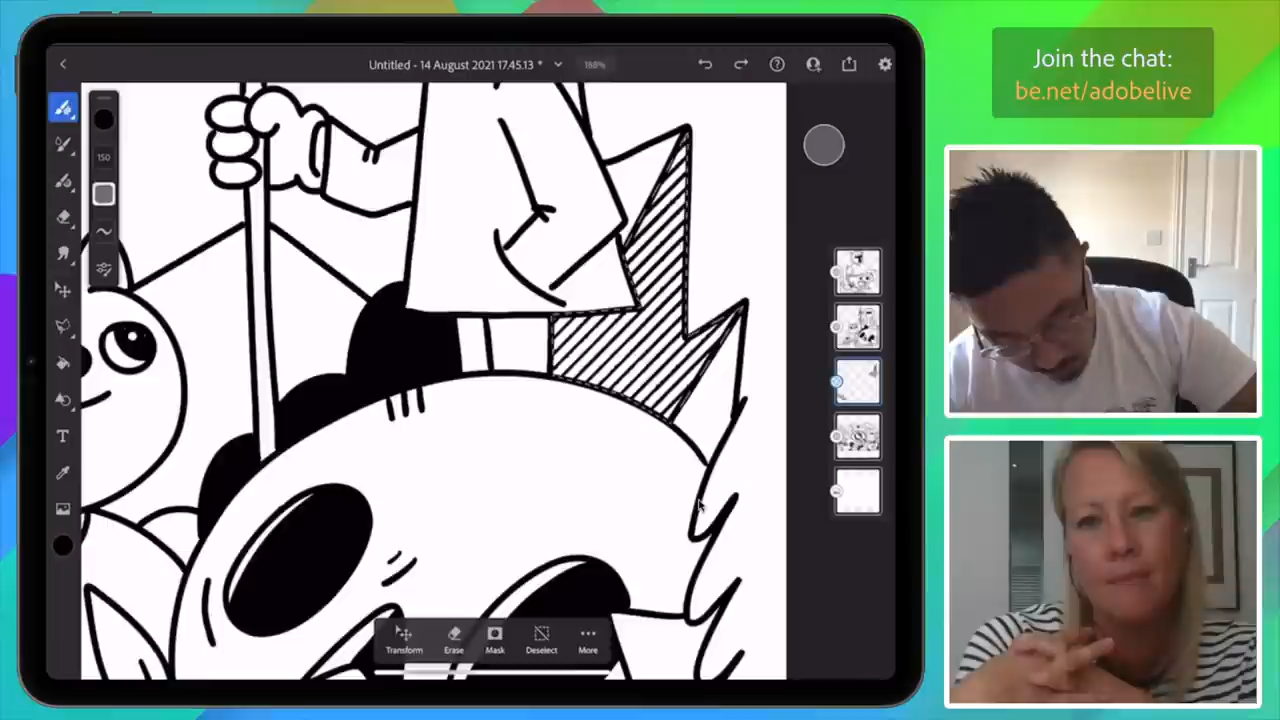 Untitled - 14 August 2021 17.45.13 *
188%
150
T
Transform
Erase
Mask
Deselect
More
Join the chat:
be.net/adobelive